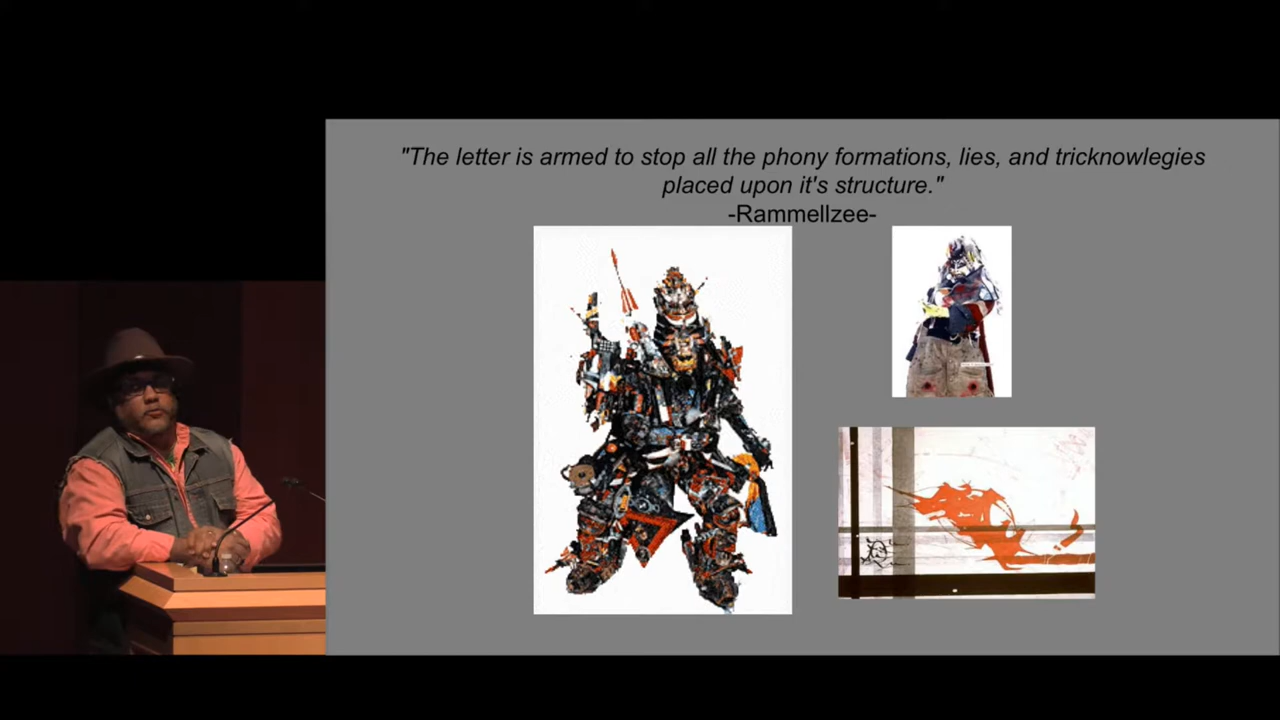 "The letter is armed to stop all the phony formations, lies, and tricknowlegies
placed upon it's structure."
-Rammellzee-